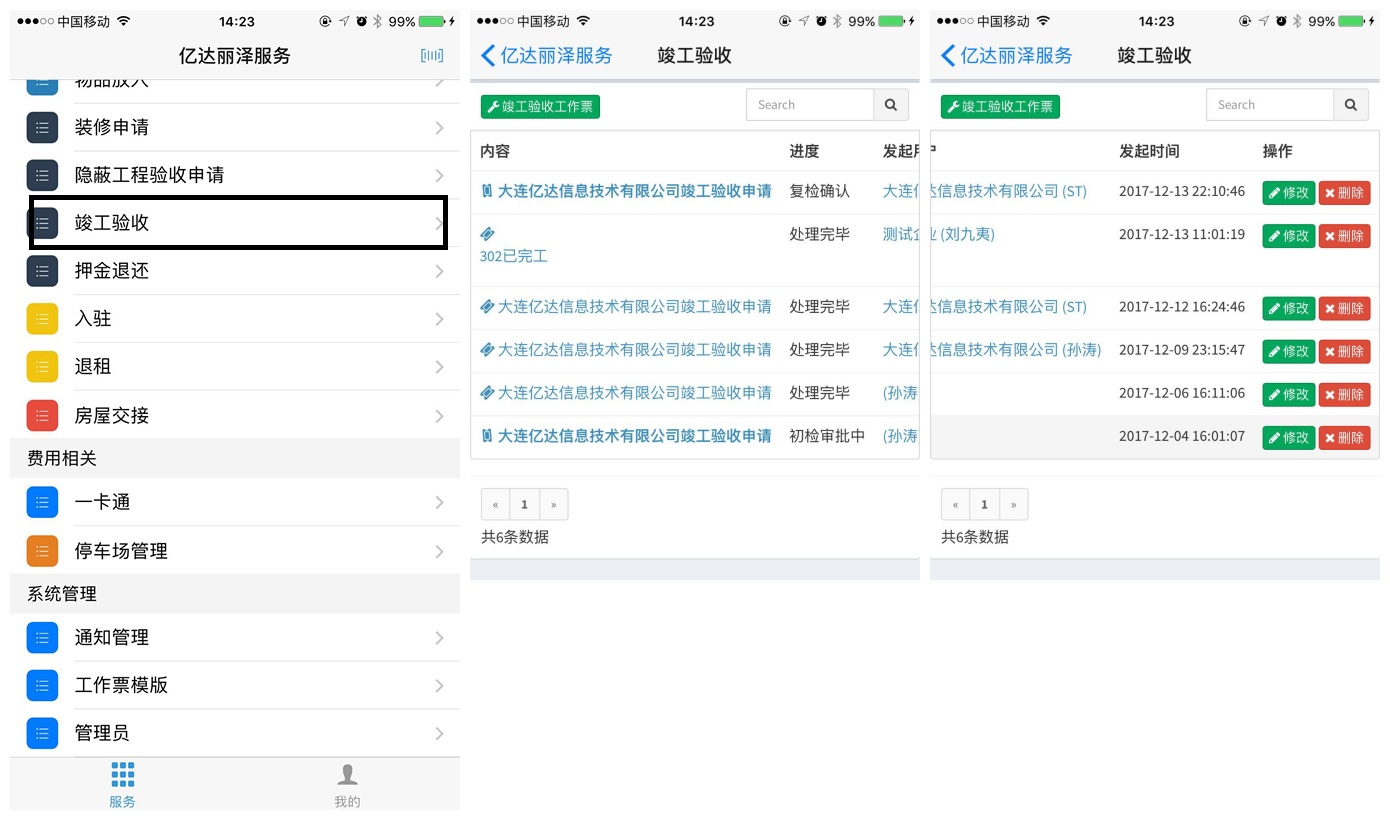 中国移动 14:23 99%
亿达丽泽服务
物品放入
装修申请
隐蔽工程验收申请
竣工验收
押金退还
入驻
退租
房屋交接
费用相关
一卡通
停车场管理
系统管理
通知管理
工作票模版
管理员
服务 我的
中国移动 14:23 99%
亿达丽泽服务 竣工验收
竣工验收工作票 Search
内容 进度 发起用
大连亿达信息技术有限公司竣工验收申请 复检确认 大连亿
处理完毕 测试企
302已完工
大连亿达信息技术有限公司竣工验收申请 处理完毕 大连亿
大连亿达信息技术有限公司竣工验收申请 处理完毕 大连亿
大连亿达信息技术有限公司竣工验收申请 处理完毕 (孙涛
大连亿达信息技术有限公司竣工验收申请 初检审批中 (孙涛
« 1 »
共6条数据
中国移动 14:23 99%
亿达丽泽服务 竣工验收
竣工验收工作票 Search
户 发起时间 操作
达信息技术有限公司 (ST) 2017-12-13 22:10:46 修改 删除
业 (刘九夷) 2017-12-13 11:01:19 修改 删除
达信息技术有限公司 (ST) 2017-12-12 16:24:46 修改 删除
达信息技术有限公司 (孙涛) 2017-12-09 23:15:47 修改 删除
2017-12-06 16:11:06 修改 删除
2017-12-04 16:01:07 修改 删除
« 1 »
共6条数据